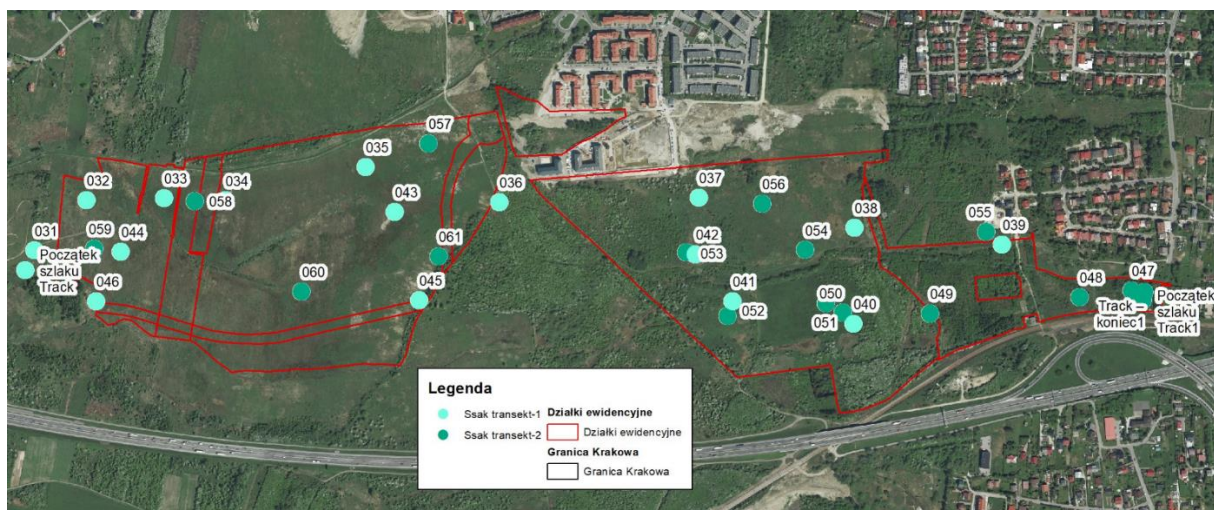 057
035
032
033
034
058
043
036
037
056
038
055
039
031
059
044
061
042
053
054
Początek
szlaku
Track
046
060
045
041
052
050
051
040
049
048
047
Track –
koniec1
Początek
szlaku
Track1
Legenda
Ssak transekt-1
Ssak transekt-2
Działki ewidencyjne
Działki ewidencyjne
Granica Krakowa
Granica Krakowa